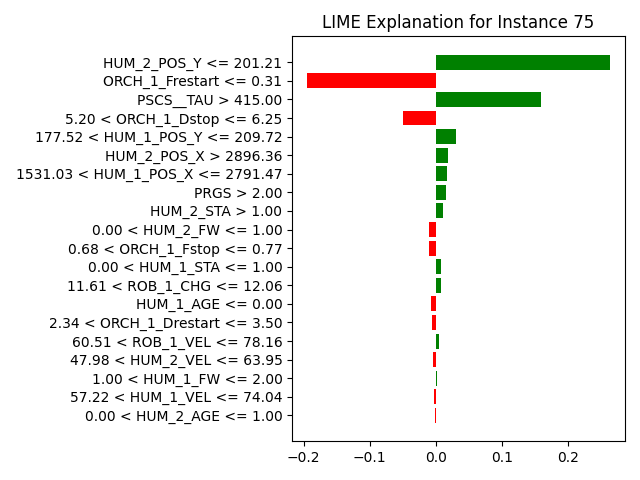 LIME Explanation for Instance 75
HUM_2_POS_Y <= 201.21
ORCH_1_Frestart <= 0.31
PSCS__TAU > 415.00
5.20 < ORCH_1_Dstop <= 6.25
177.52 < HUM_1_POS_Y <= 209.72
HUM_2_POS_X > 2896.36
1531.03 < HUM_1_POS_X <= 2791.47
PRGS > 2.00
HUM_2_STA > 1.00
0.00 < HUM_2_FW <= 1.00
0.68 < ORCH_1_Fstop <= 0.77
0.00 < HUM_1_STA <= 1.00
11.61 < ROB_1_CHG <= 12.06
HUM_1_AGE <= 0.00
2.34 < ORCH_1_Drestart <= 3.50
60.51 < ROB_1_VEL <= 78.16
47.98 < HUM_2_VEL <= 63.95
1.00 < HUM_1_FW <= 2.00
57.22 < HUM_1_VEL <= 74.04
0.00 < HUM_2_AGE <= 1.00
−0.2 −0.1 0.0 0.1 0.2